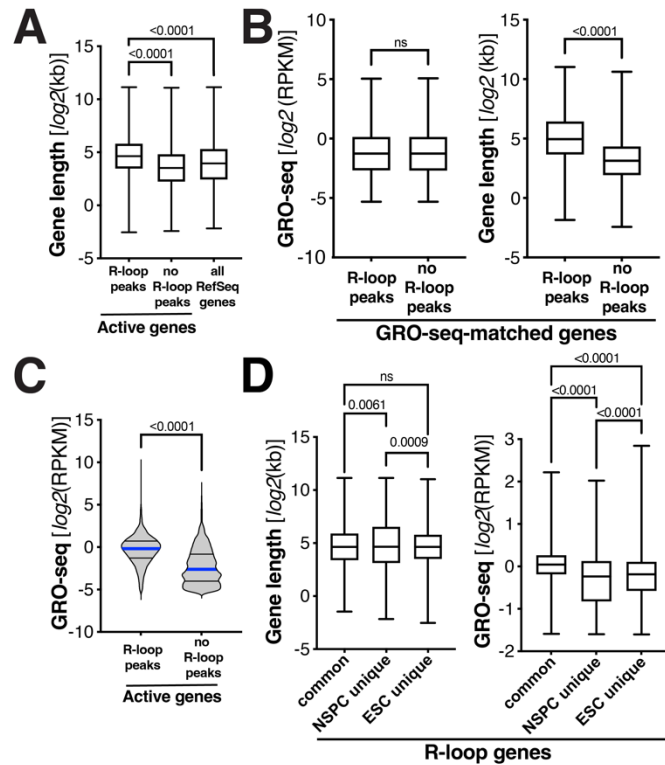 A
<0.0001
<0.0001
Gene length [log2(kb)]
15
10
5
0
-5
R-loop peaks
no R-loop peaks
all RefSeq genes
Active genes
B
ns
GRO-seq [log2 (RPKM)]
10
5
0
-5
-10
R-loop peaks
no R-loop peaks
<0.0001
Gene length [log2 (kb)]
15
10
5
0
-5
R-loop peaks
no R-loop peaks
GRO-seq-matched genes
C
<0.0001
GRO-seq [log2(RPKM)]
15
10
5
0
-5
-10
R-loop peaks
no R-loop peaks
Active genes
D
ns
0.0061
0.0009
Gene length [log2(kb)]
15
10
5
0
-5
common
NSPC unique
ESC unique
<0.0001
<0.0001
<0.0001
GRO-seq [log2(RPKM)]
3
2
1
0
-1
-2
common
NSPC unique
ESC unique
R-loop genes